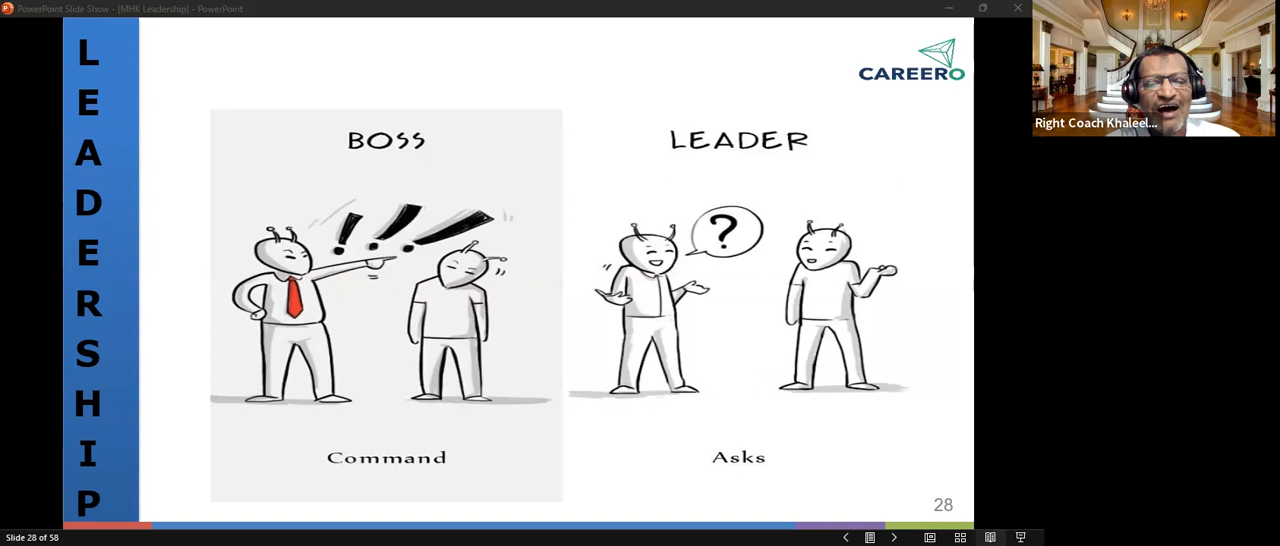 PowerPoint Slide Show - [MHK Leadership] - PowerPoint
LEADERSHIP
CAREERO
BOSS
LEADER
!!!
?
Command
Asks
28
Right Coach Khaleel...
Slide 28 of 58